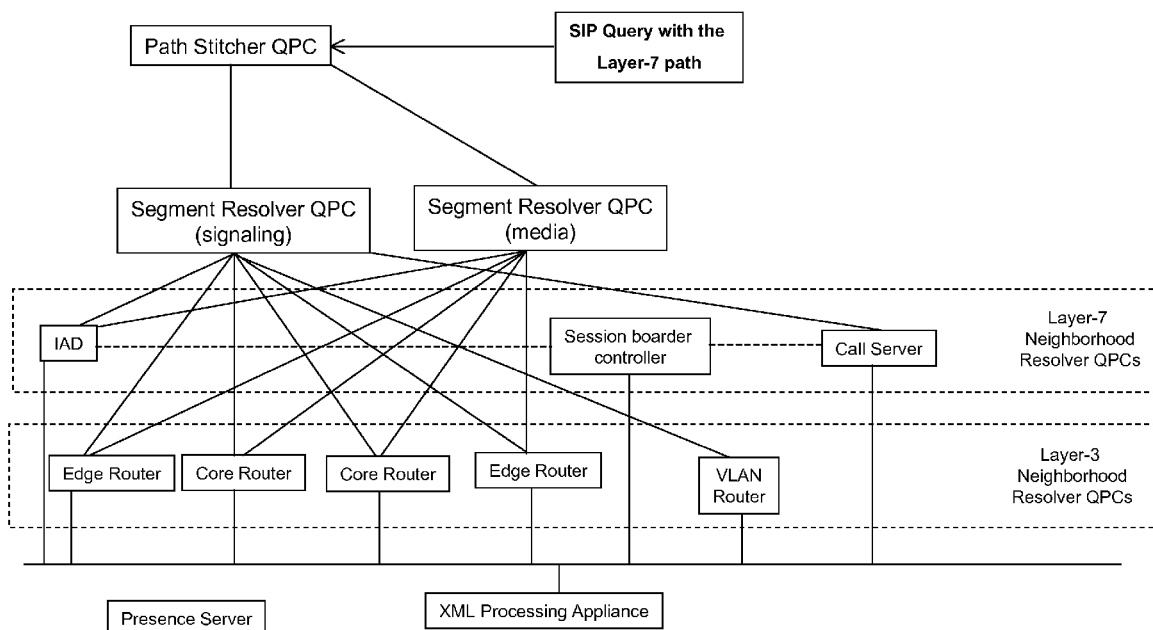 Path Stitcher QPC
SIP Query with the
Layer-7 path
Segment Resolver QPC
(signaling)
Segment Resolver QPC
(media)
IAD
Session boarder
controller
Call Server
Layer-7
Neighborhood
Resolver QPCs
Edge Router
Core Router
Core Router
Edge Router
VLAN
Router
Layer-3
Neighborhood
Resolver QPCs
Presence Server
XML Processing Appliance